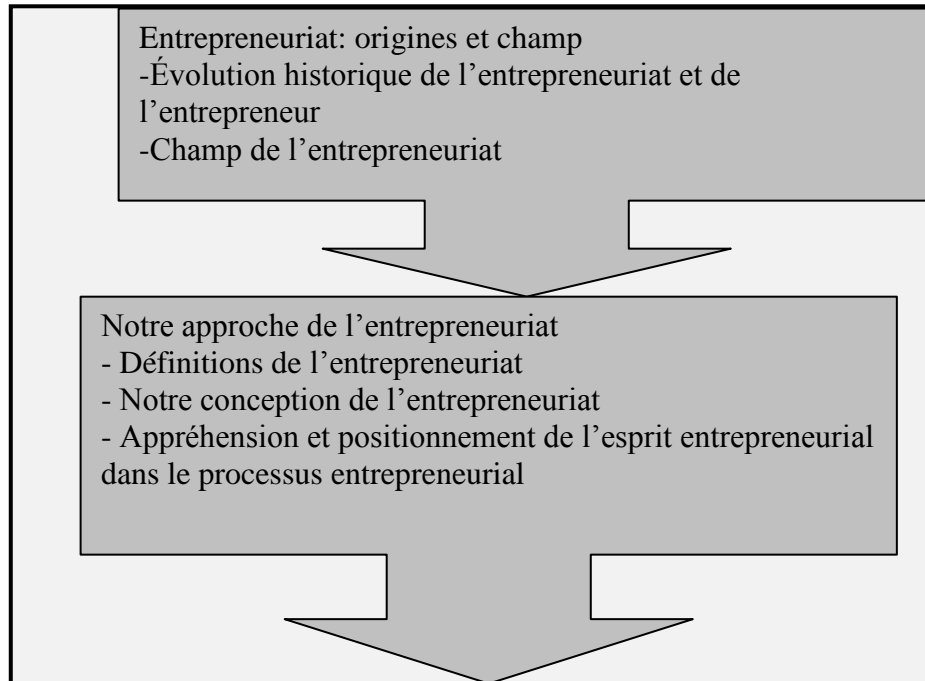 Entrepreneuriat: origines et champ
-Évolution historique de l’entrepreneuriat et de
l’entrepreneur
-Champ de l’entrepreneuriat
Notre approche de l’entrepreneuriat
- Définitions de l’entrepreneuriat
- Notre conception de l’entrepreneuriat
- Appréhension et positionnement de l’esprit entrepreneurial
dans le processus entrepreneurial